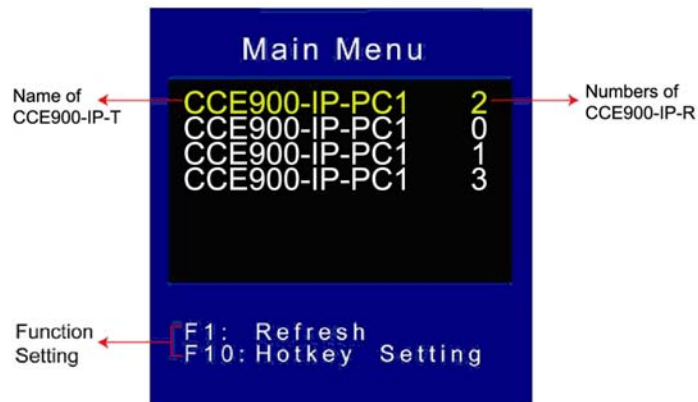 Main Menu
Name of
CCE900-IP-T
CCE900-IP-PC1 2
CCE900-IP-PC1 0
CCE900-IP-PC1 1
CCE900-IP-PC1 3
Numbers of
CCE900-IP-R
Function
Setting
F1: Refresh
F10: Hotkey Setting